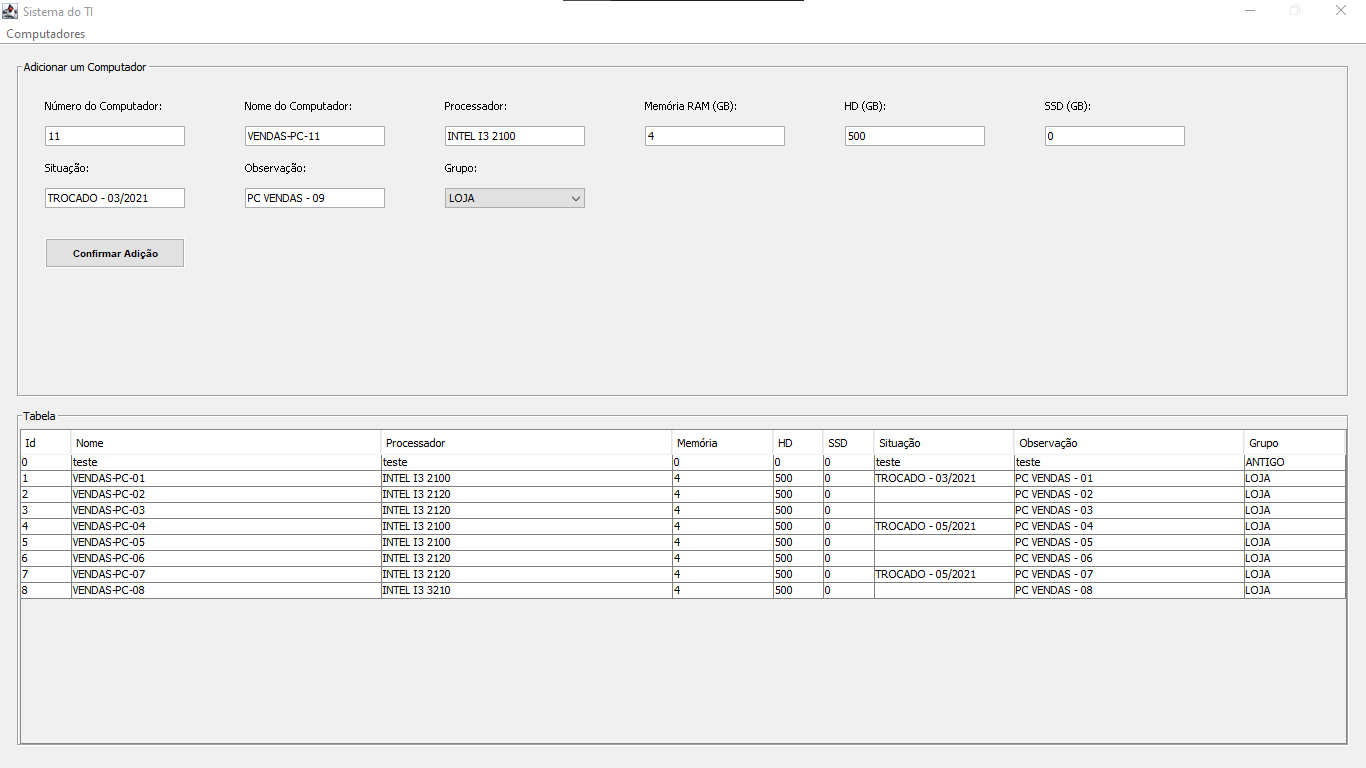 Sistema do TI
Computadores
Adicionar um Computador
Número do Computador: Nome do Computador: Processador: Memória RAM (GB): HD (GB): SSD (GB):
11 VENDAS-PC-11 INTEL I3 2100 4 500 0
Situação: Observação: Grupo:
TROCADO - 03/2021 PC VENDAS - 09 LOJA
Confirmar Adição
Tabela
Id Nome Processador Memória HD SSD Situação Observação Grupo
0 teste teste 0 0 0 teste teste ANTIGO
1 VENDAS-PC-01 INTEL I3 2100 4 500 0 TROCADO - 03/2021 PC VENDAS - 01 LOJA
2 VENDAS-PC-02 INTEL I3 2120 4 500 0 PC VENDAS - 02 LOJA
3 VENDAS-PC-03 INTEL I3 2120 4 500 0 PC VENDAS - 03 LOJA
4 VENDAS-PC-04 INTEL I3 2100 4 500 0 TROCADO - 05/2021 PC VENDAS - 04 LOJA
5 VENDAS-PC-05 INTEL I3 2100 4 500 0 PC VENDAS - 05 LOJA
6 VENDAS-PC-06 INTEL I3 2120 4 500 0 PC VENDAS - 06 LOJA
7 VENDAS-PC-07 INTEL I3 2120 4 500 0 TROCADO - 05/2021 PC VENDAS - 07 LOJA
8 VENDAS-PC-08 INTEL I3 3210 4 500 0 PC VENDAS - 08 LOJA